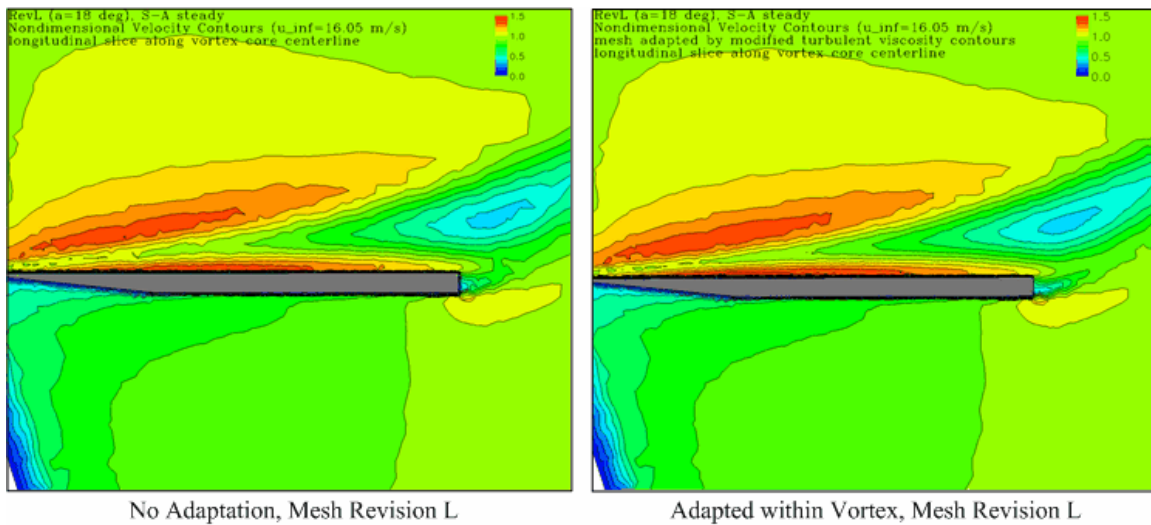 RevL (a=18 deg), S-A steady
Nondimensional Velocity Contours (u_inf=16.05 m/s)
longitudinal slice along vortex core centerline
1.5
1.0
0.5
0.0
RevL (a=18 deg), S-A steady
Nondimensional Velocity Contours (u_inf=16.05 m/s)
mesh adapted by modified turbulent viscosity contours
longitudinal slice along vortex core centerline
1.5
1.0
0.5
0.0
No Adaptation, Mesh Revision L
Adapted within Vortex, Mesh Revision L